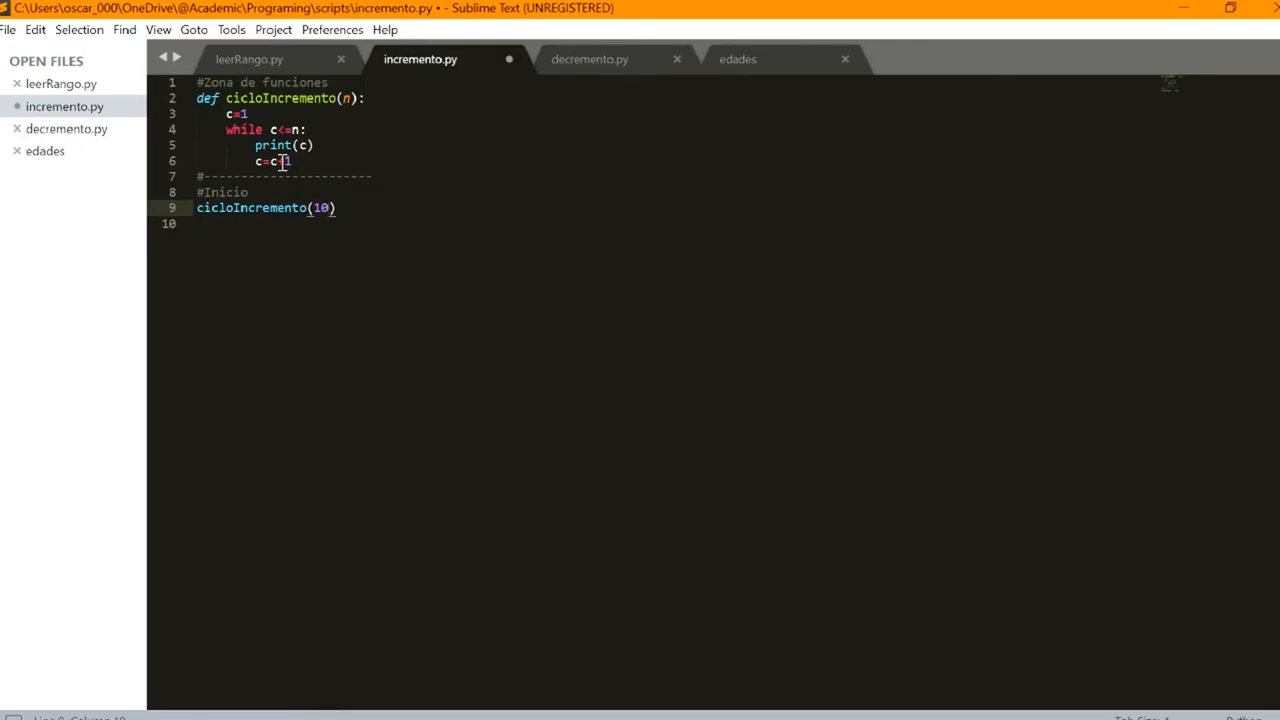 C:\Users\oscar_000\OneDrive\@Academic\Programing\scripts\incremento.py • - Sublime Text (UNREGISTERED)
File Edit Selection Find View Goto Tools Project Preferences Help
OPEN FILES
leerRango.py
incremento.py
decremento.py
edades
leerRango.py incremento.py decremento.py edades
1 #Zona de funciones
2 def cicloIncremento(n):
3 c=1
4 while c<=n:
5 print(c)
6 c=c+1
7 #-----------------------
8 #Inicio
9 cicloIncremento(10)
10